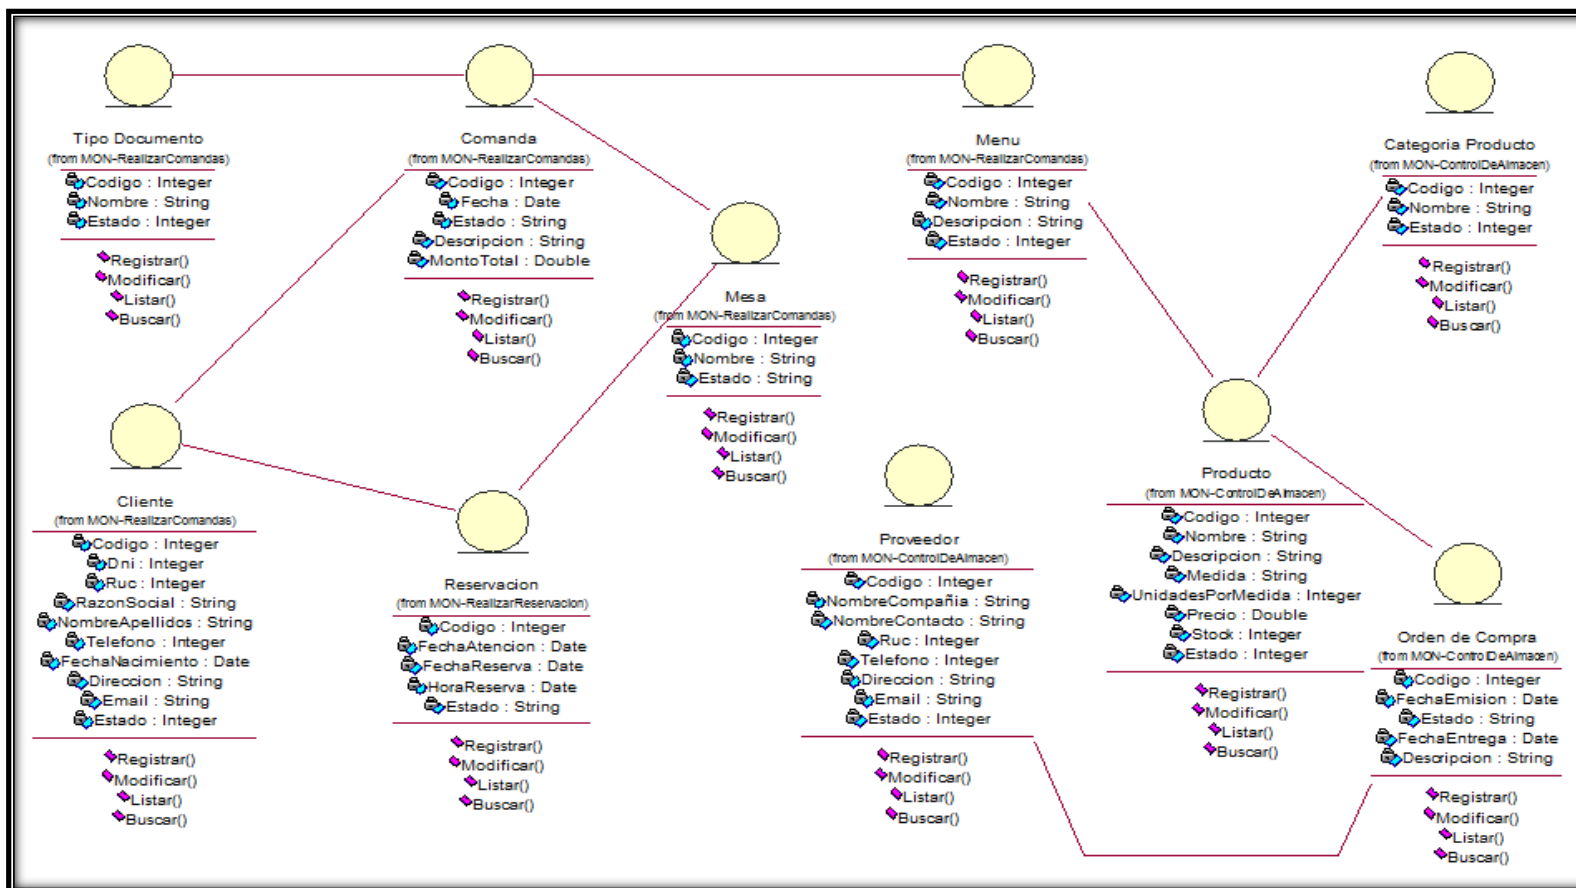 Tipo Documento
(from MON-RealizarComandas)
Codigo : Integer
Nombre : String
Estado : Integer
Registrar()
Modificar()
Listar()
Buscar()
Comanda
(from MON-RealizarComandas)
Codigo : Integer
Fecha : Date
Estado : String
Descripcion : String
MontoTotal : Double
Registrar()
Modificar()
Listar()
Buscar()
Mesa
(from MON-RealizarComandas)
Codigo : Integer
Nombre : String
Estado : String
Registrar()
Modificar()
Listar()
Buscar()
Menu
(from MON-RealizarComandas)
Codigo : Integer
Nombre : String
Descripcion : String
Estado : Integer
Registrar()
Modificar()
Listar()
Buscar()
Categoria Producto
(from MON-ControlDeAlmacen)
Codigo : Integer
Nombre : String
Estado : Integer
Registrar()
Modificar()
Listar()
Buscar()
Cliente
(from MON-RealizarComandas)
Codigo : Integer
Dni : Integer
Ruc : Integer
RazonSocial : String
NombreApellidos : String
Telefono : Integer
FechaNacimiento : Date
Direccion : String
Email : String
Estado : Integer
Registrar()
Modificar()
Listar()
Buscar()
Reservacion
(from MON-RealizarReservacion)
Codigo : Integer
FechaAtencion : Date
FechaReserva : Date
HoraReserva : Date
Estado : String
Registrar()
Modificar()
Listar()
Buscar()
Proveedor
(from MON-ControlDeAlmacen)
Codigo : Integer
NombreCompañia : String
NombreContacto : String
Ruc : Integer
Telefono : Integer
Direccion : String
Email : String
Estado : Integer
Registrar()
Modificar()
Listar()
Buscar()
Producto
(from MON-ControlDeAlmacen)
Codigo : Integer
Nombre : String
Descripcion : String
Medida : String
UnidadesPorMedida : Integer
Precio : Double
Stock : Integer
Estado : Integer
Registrar()
Modificar()
Listar()
Buscar()
Orden de Compra
(from MON-ControlDeAlmacen)
Codigo : Integer
FechaEmision : Date
Estado : String
FechaEntrega : Date
Descripcion : String
Registrar()
Modificar()
Listar()
Buscar()